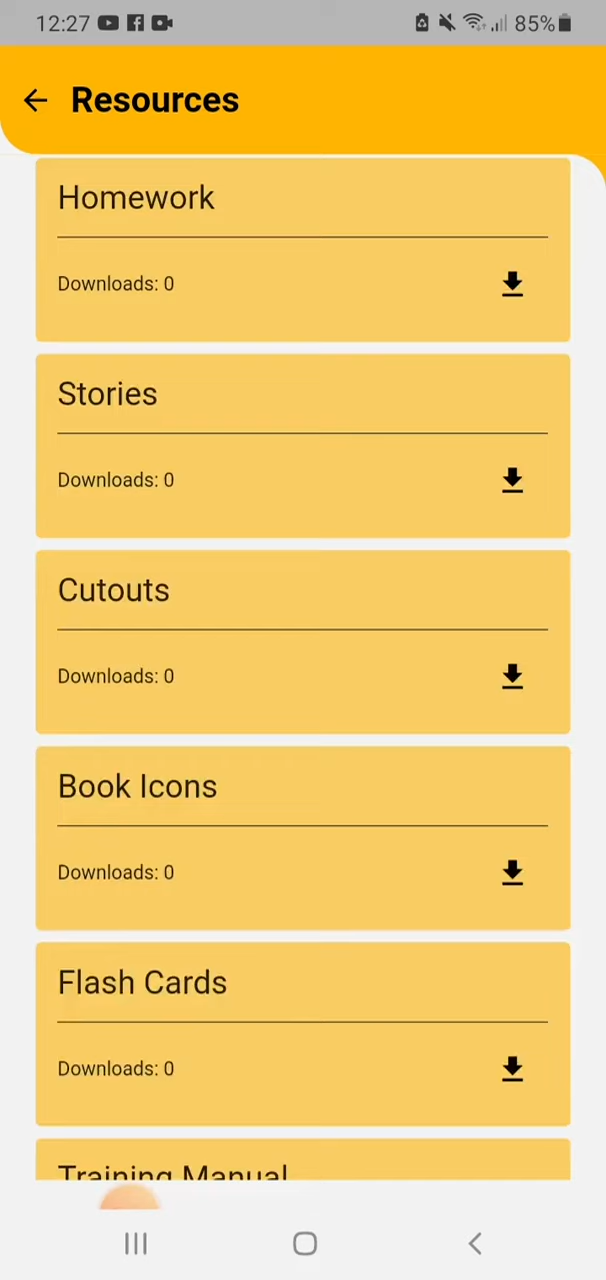 12:27 85%
Resources
Homework
Downloads: 0
Stories
Downloads: 0
Cutouts
Downloads: 0
Book Icons
Downloads: 0
Flash Cards
Downloads: 0
Training Manual